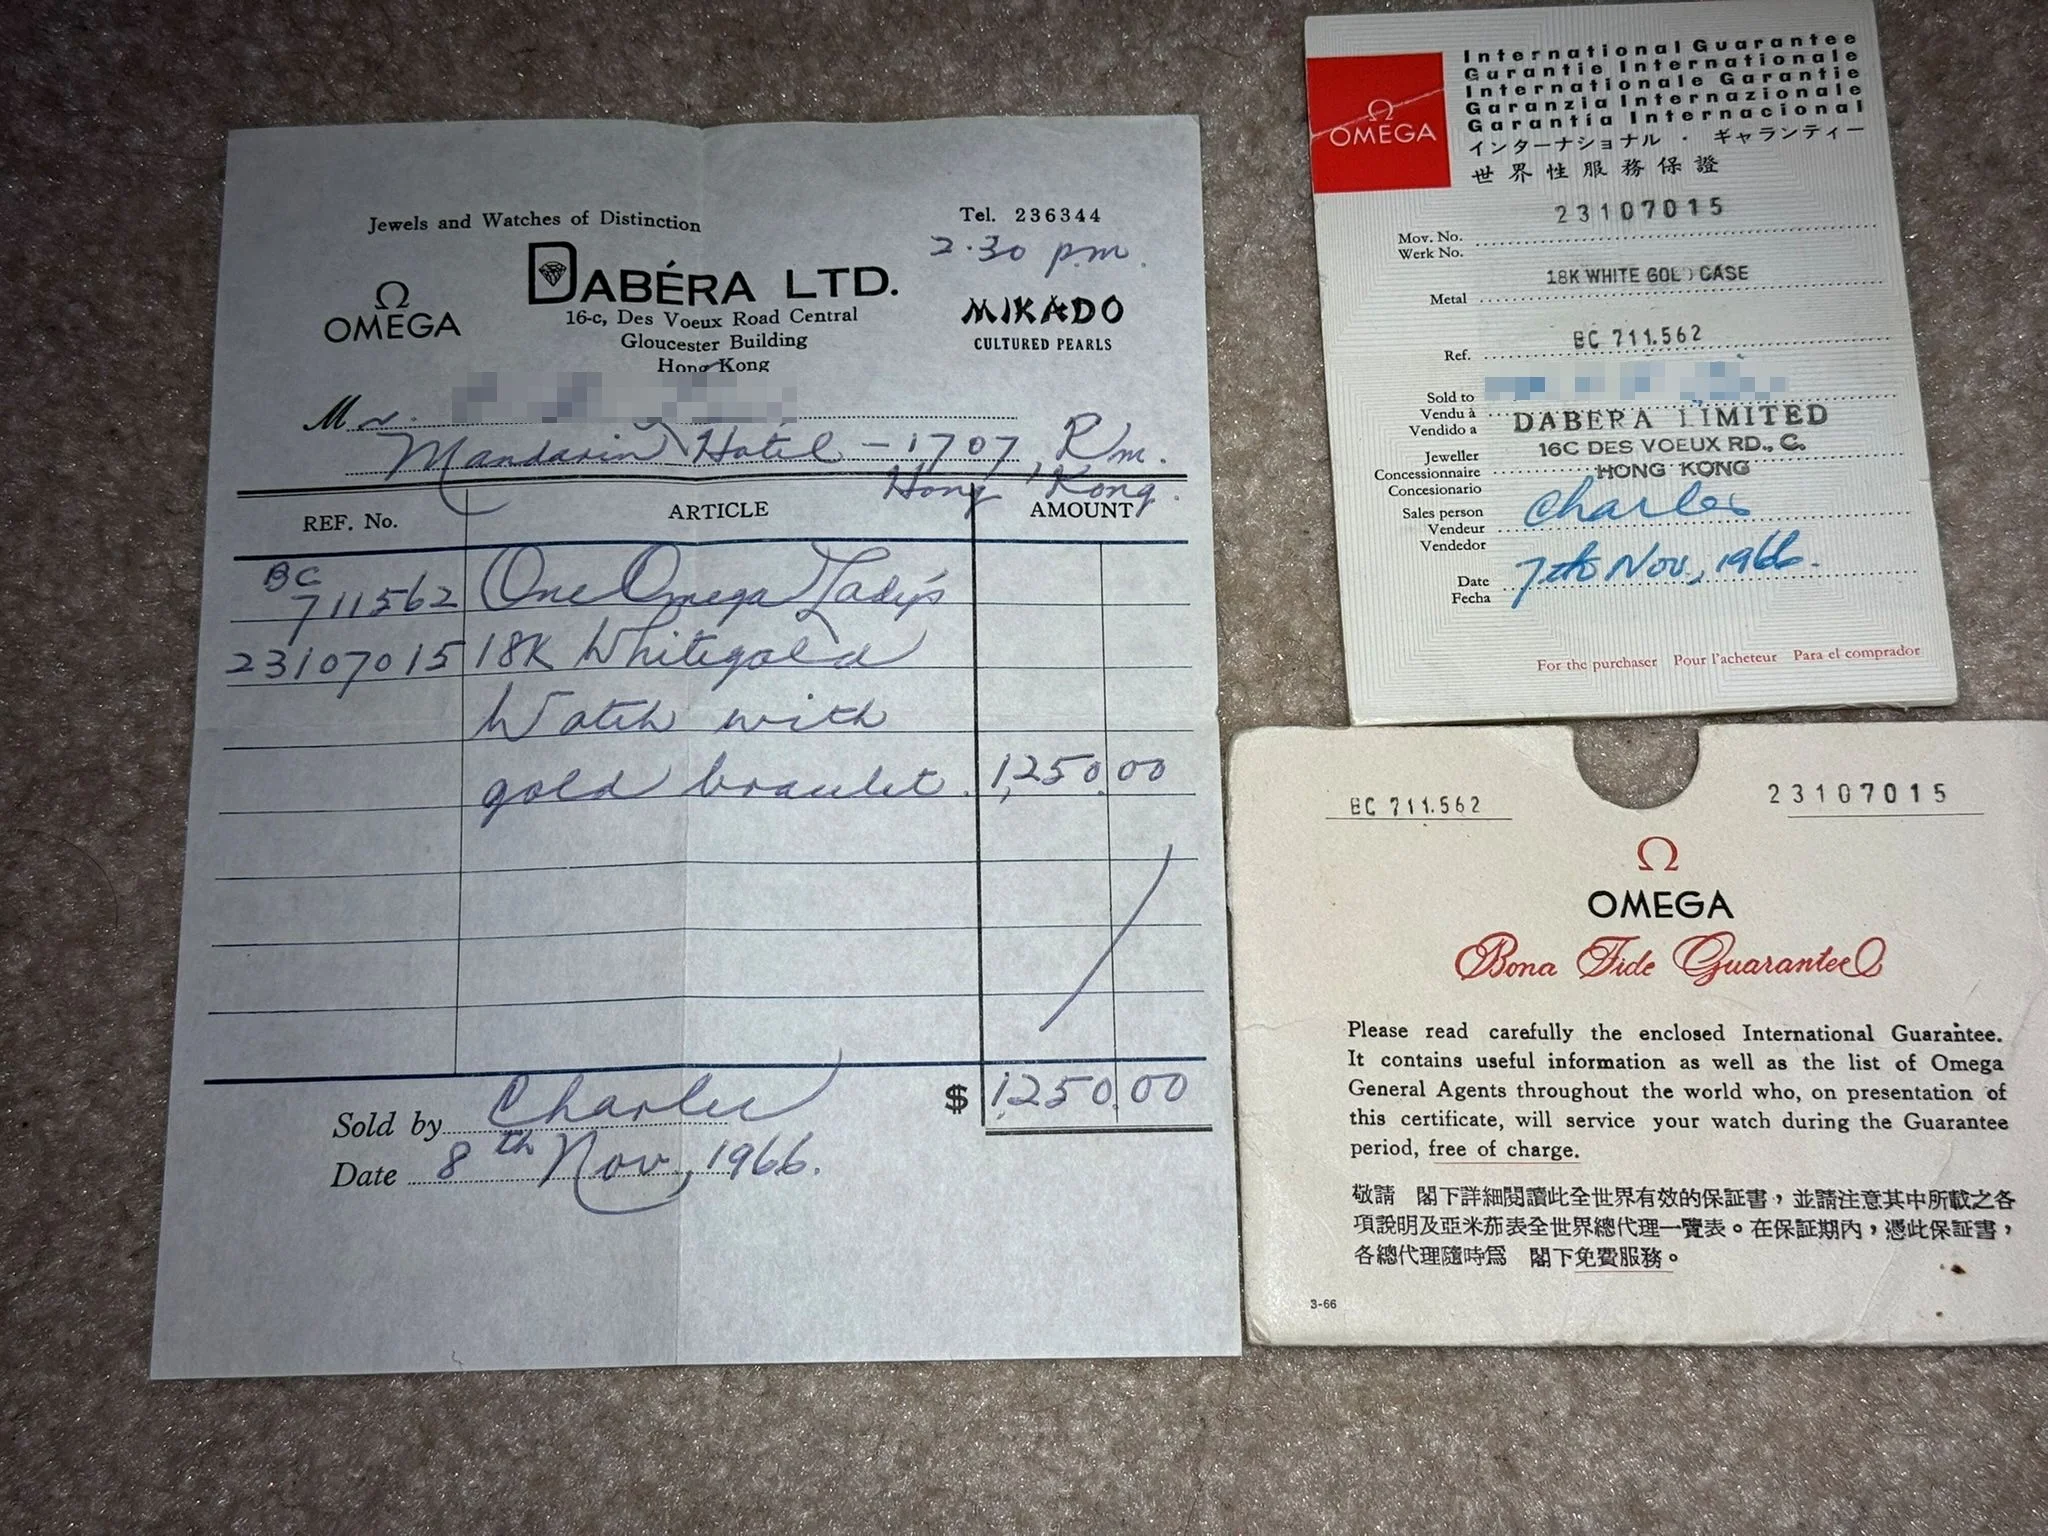 Jewels and Watches of Distinction
Tel. 236344
2.30 p.m.
DABÉRA LTD.
Ω
OMEGA
16-c, Des Voeux Road Central
Gloucester Building
Hong Kong
MIKADO
CULTURED PEARLS
Mr.
Mandarin Hotel - 1707, Rm.
Hong Kong.
REF. No. ARTICLE AMOUNT
BC
711562 One Omega Lady's
23107015 18K Whitegold
Watch with
gold bracelet. 1,250.00
$ 1,250.00
Sold by Charles
Date 8th Nov., 1966.
Ω
OMEGA
International Guarantee
Garantie Internationale
Internationale Garantie
Garanzia Internazionale
Garantía Internacional
インターナショナル・ギャランティー
世界性服務保證
23107015
Mov. No.
Werk No.
18K WHITE GOLD CASE
Metal
BC 711.562
Ref.
Sold to
Vendu à
Vendido a
DABERA LIMITED
16C DES VOEUX RD., C.
HONG KONG
Jeweller
Concessionnaire
Concesionario
Sales person
Vendeur
Vendedor
Charles
Date
Fecha
7th Nov., 1966.
For the purchaser Pour l'acheteur Para el comprador
BC 711.562 23107015
Ω
OMEGA
Bona Fide Guarantee
Please read carefully the enclosed International Guarantee.
It contains useful information as well as the list of Omega
General Agents throughout the world who, on presentation of
this certificate, will service your watch during the Guarantee
period, free of charge.
敬請 閣下詳細閱讀此全世界有效的保証書，並請注意其中所載之各
項說明及亞米茄表全世界總代理一覽表。在保証期內，憑此保証書，
各總代理隨時爲 閣下免費服務。
3-66